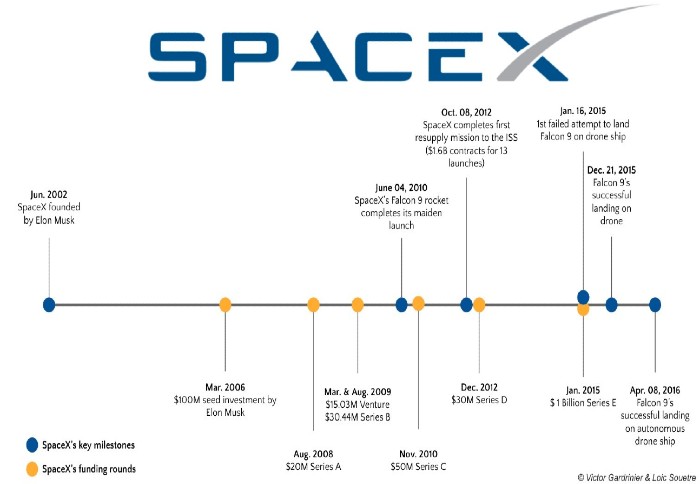 SPACEX
Oct. 08, 2012
SpaceX completes first
resupply mission to the ISS
($1.6B contracts for 13
launches)
Jan. 16, 2015
1st failed attempt to land
Falcon 9 on drone ship
Dec. 21, 2015
Falcon 9's
successful
landing on
drone
June 04, 2010
SpaceX's Falcon 9 rocket
completes its maiden
launch
Jun. 2002
SpaceX founded
by Elon Musk
Mar. 2006
$100M seed investment by
Elon Musk
Mar. & Aug. 2009
$15.03M Venture
$30.44M Series B
Dec. 2012
$30M Series D
Jan. 2015
$ 1 Billion Series E
Apr. 08, 2016
Falcon 9's
successful landing
on autonomous
drone ship
Aug. 2008
$20M Series A
Nov. 2010
$50M Series C
SpaceX's key milestones
SpaceX's funding rounds
© Victor Gardrinier & Loic Souetre